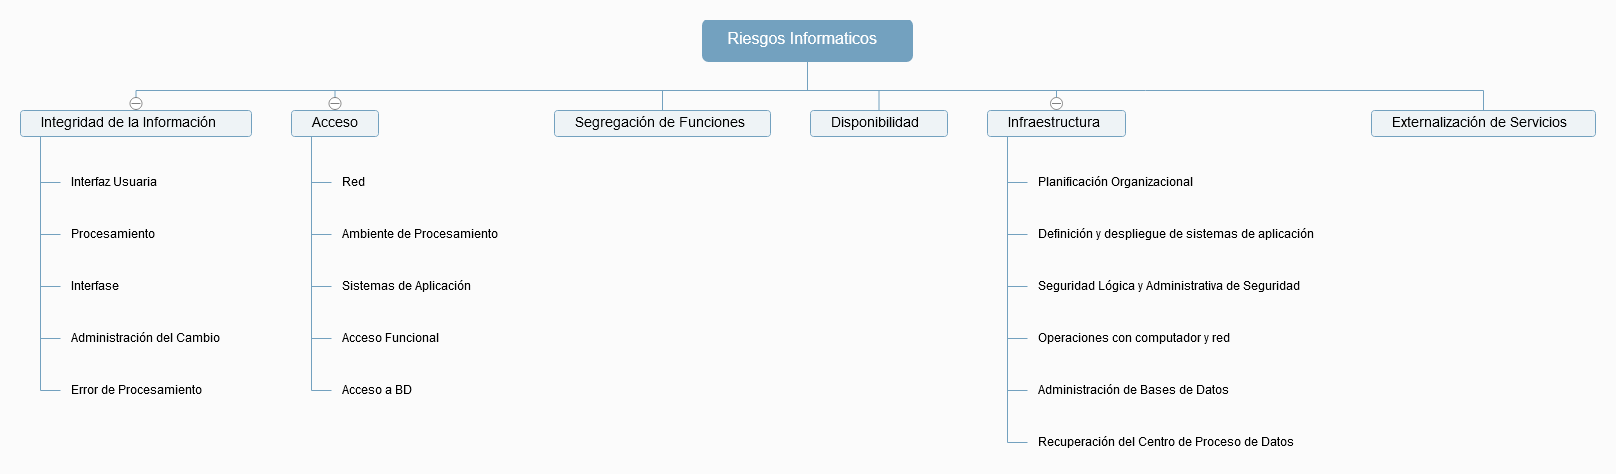 Riesgos Informaticos
Integridad de la Información
Interfaz Usuaria
Procesamiento
Interfase
Administración del Cambio
Error de Procesamiento
Acceso
Red
Ambiente de Procesamiento
Sistemas de Aplicación
Acceso Funcional
Acceso a BD
Segregación de Funciones
Disponibilidad
Infraestructura
Planificación Organizacional
Definición y despliegue de sistemas de aplicación
Seguridad Lógica y Administrativa de Seguridad
Operaciones con computador y red
Administración de Bases de Datos
Recuperación del Centro de Proceso de Datos
Externalización de Servicios